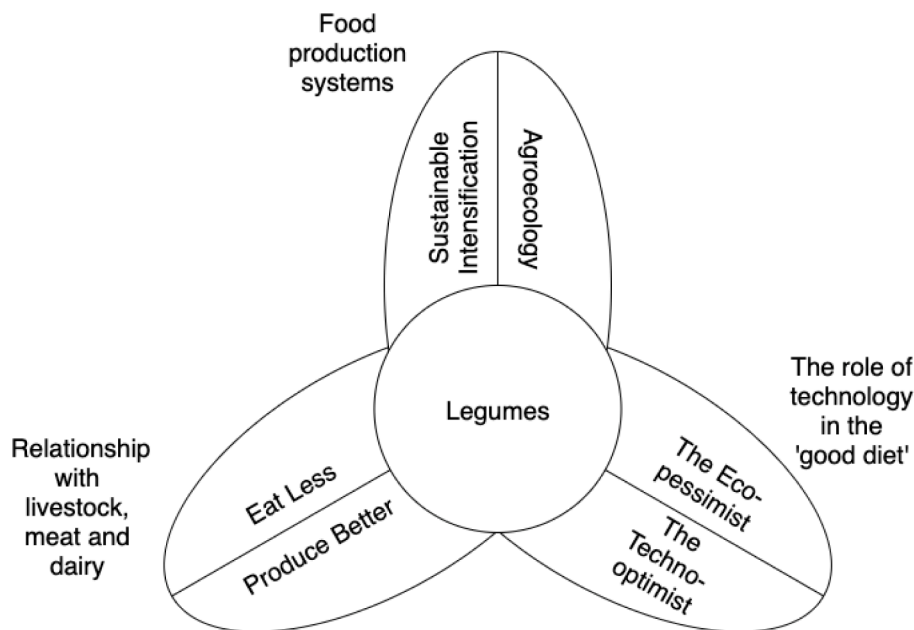 Food
production
systems
Sustainable
Intensification
Agroecology
Legumes
The role of
technology
in the
'good diet'
The Eco-
pessimist
The
Techno-
optimist
Relationship
with
livestock,
meat and
dairy
Eat Less
Produce Better